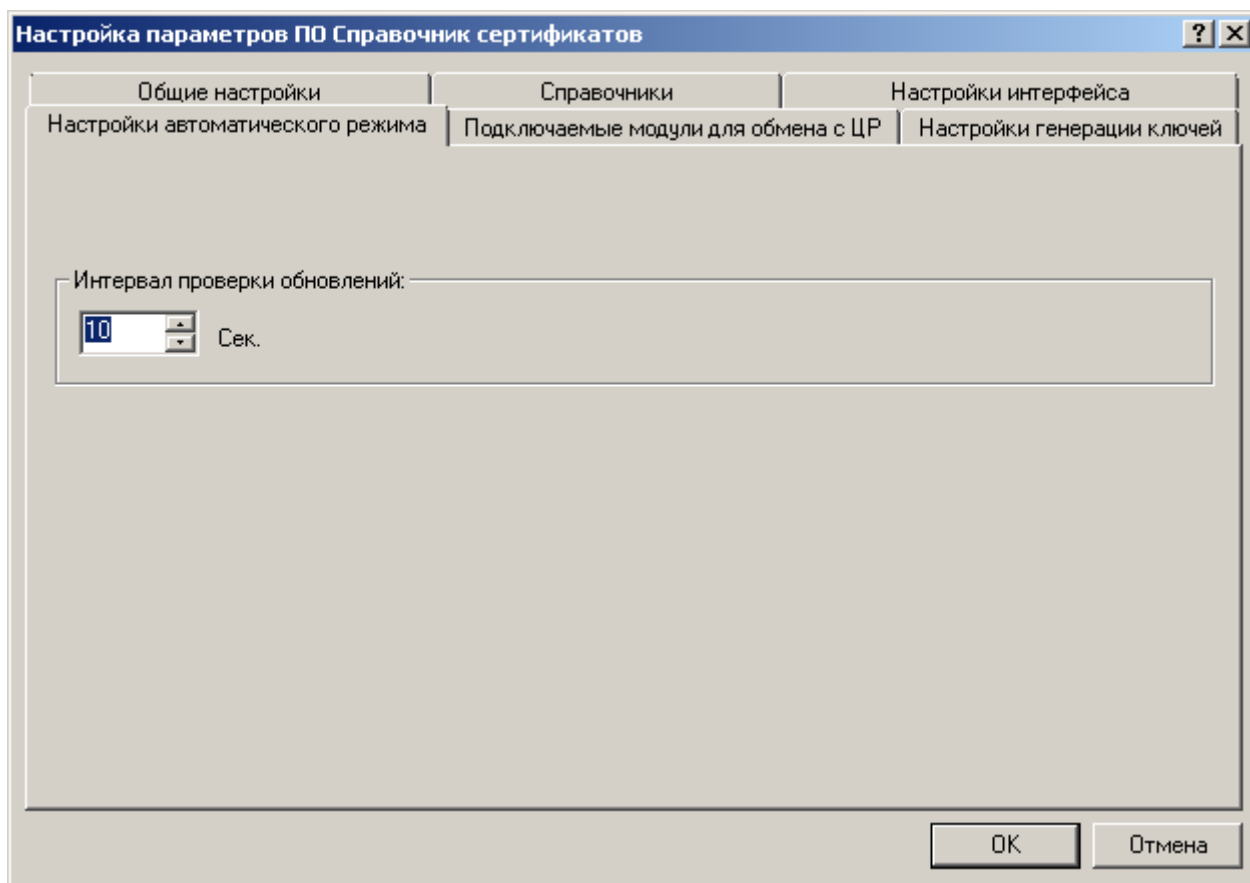 Настройка параметров ПО Справочник сертификатов
Общие настройки
Справочники
Настройки интерфейса
Настройки автоматического режима
Подключаемые модули для обмена с ЦР
Настройки генерации ключей
Интервал проверки обновлений:
10 Сек.
OK
Отмена